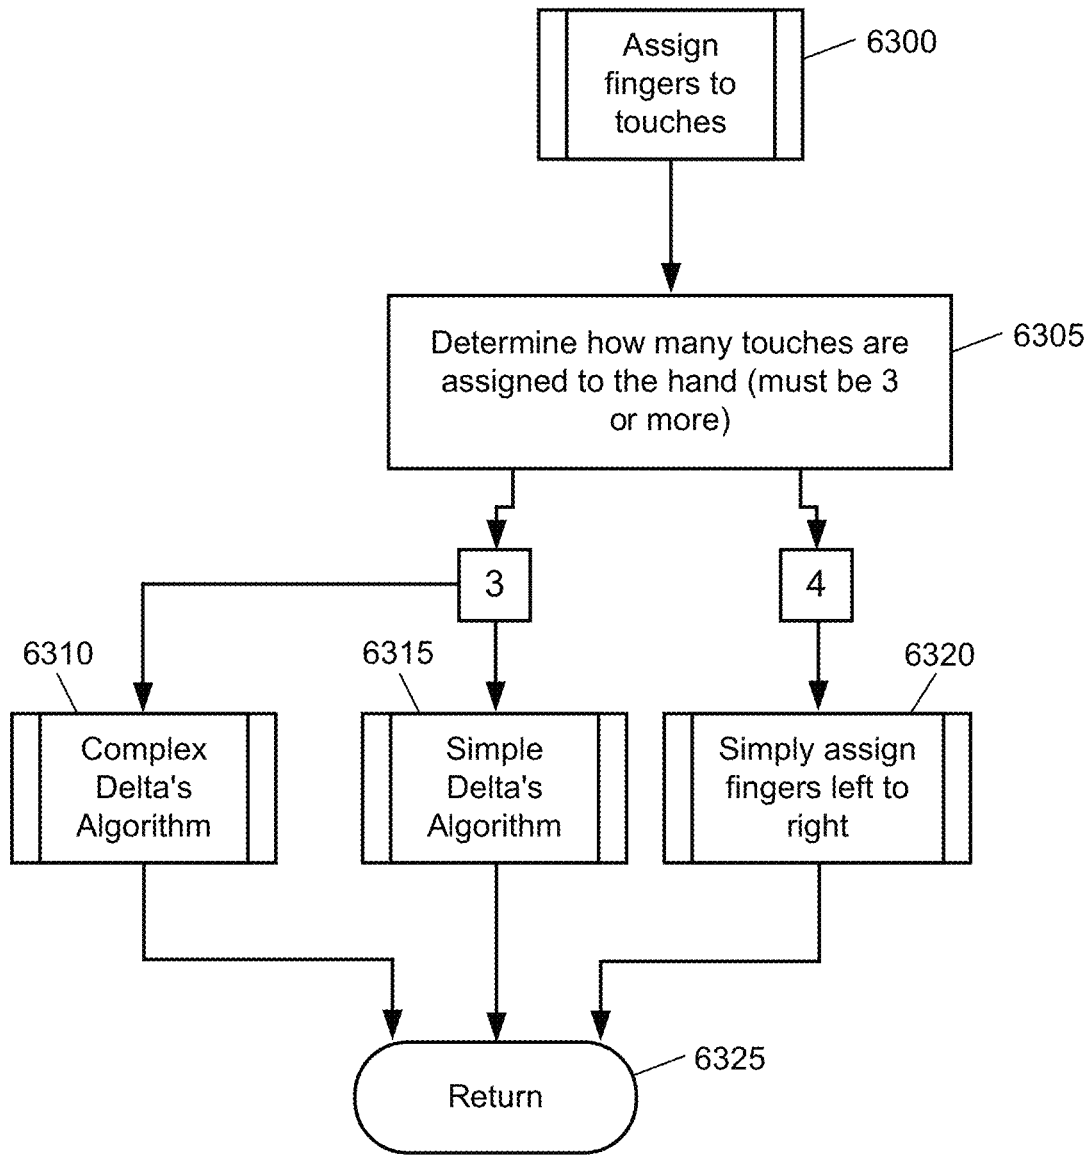 Assign
fingers to
touches
6300
Determine how many touches are
assigned to the hand (must be 3
or more)
6305
3
4
6310
6315
6320
Complex
Delta's
Algorithm
Simple
Delta's
Algorithm
Simply assign
fingers left to
right
Return
6325